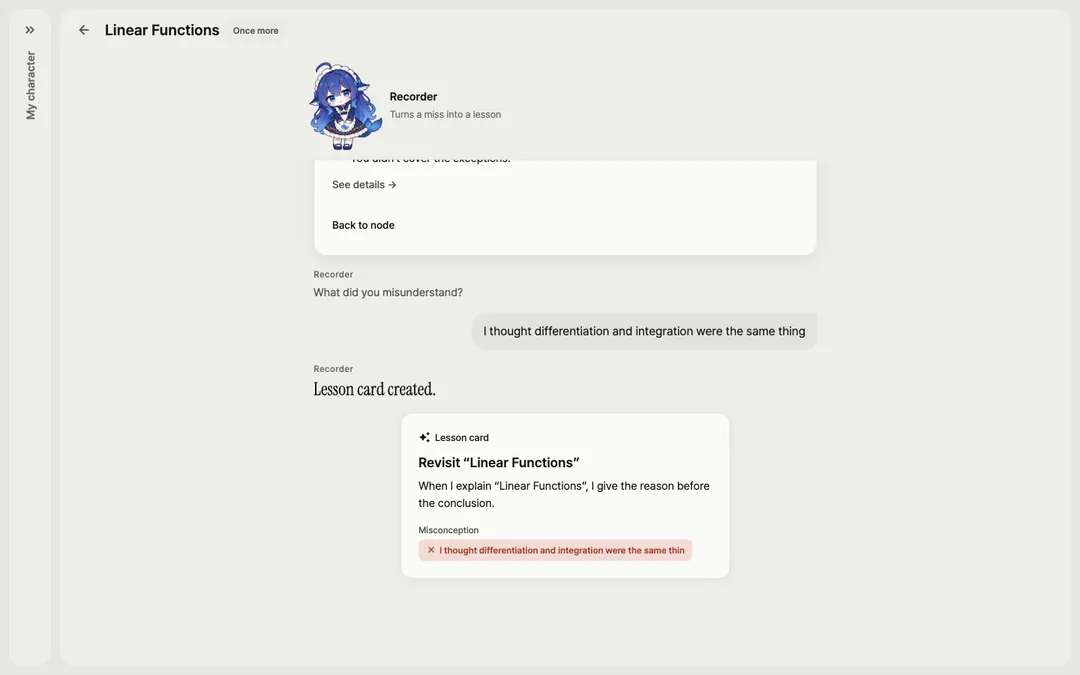 My character
Linear Functions Once more
Recorder
Turns a miss into a lesson
You didn't cover the exceptions.
See details →
Back to node
Recorder
What did you misunderstand?
I thought differentiation and integration were the same thing
Recorder
Lesson card created.
Lesson card
Revisit “Linear Functions”
When I explain “Linear Functions”, I give the reason before
the conclusion.
Misconception
✕ I thought differentiation and integration were the same thin